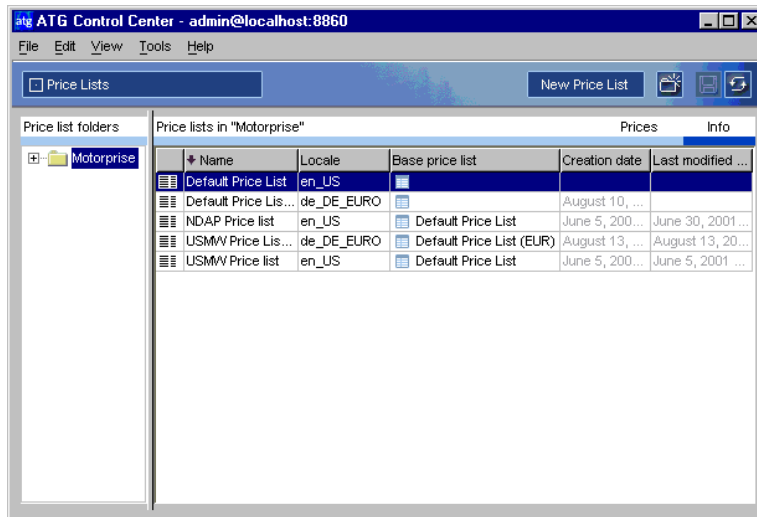 atg ATG Control Center - admin@localhost:8860
File Edit View Tools Help
Price Lists New Price List
Price list folders Price lists in "Motorprise" Prices Info
Motorprise Name Locale Base price list Creation date Last modified ...
Default Price List en_US
Default Price Lis... de_DE_EURO August 10, ...
NDAP Price list en_US Default Price List June 5, 200... June 30, 2001...
USMW Price Lis... de_DE_EURO Default Price List (EUR) August 13, ... August 13, 20...
USMW Price list en_US Default Price List June 5, 200... June 5, 2001 ...